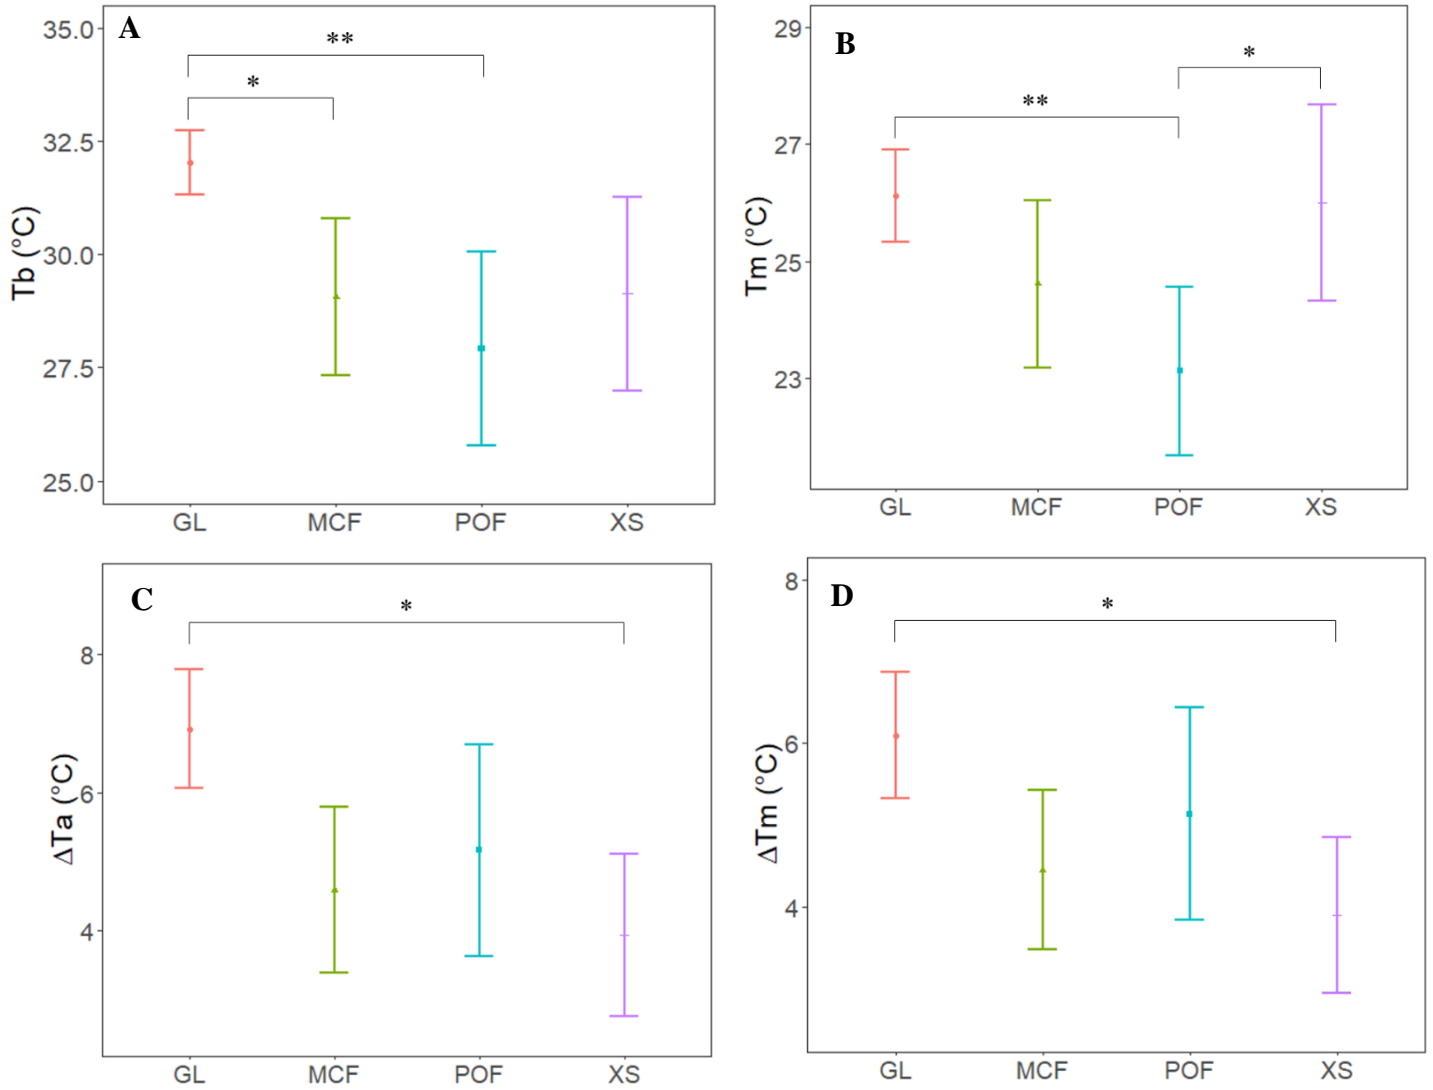 A
**
*
35.0
32.5
30.0
27.5
25.0
Tb (°C)
GL MCF POF XS
B
*
**
29
27
25
23
Tm (°C)
GL MCF POF XS
C
*
8
6
4
ΔTa (°C)
GL MCF POF XS
D
*
8
6
4
ΔTm (°C)
GL MCF POF XS